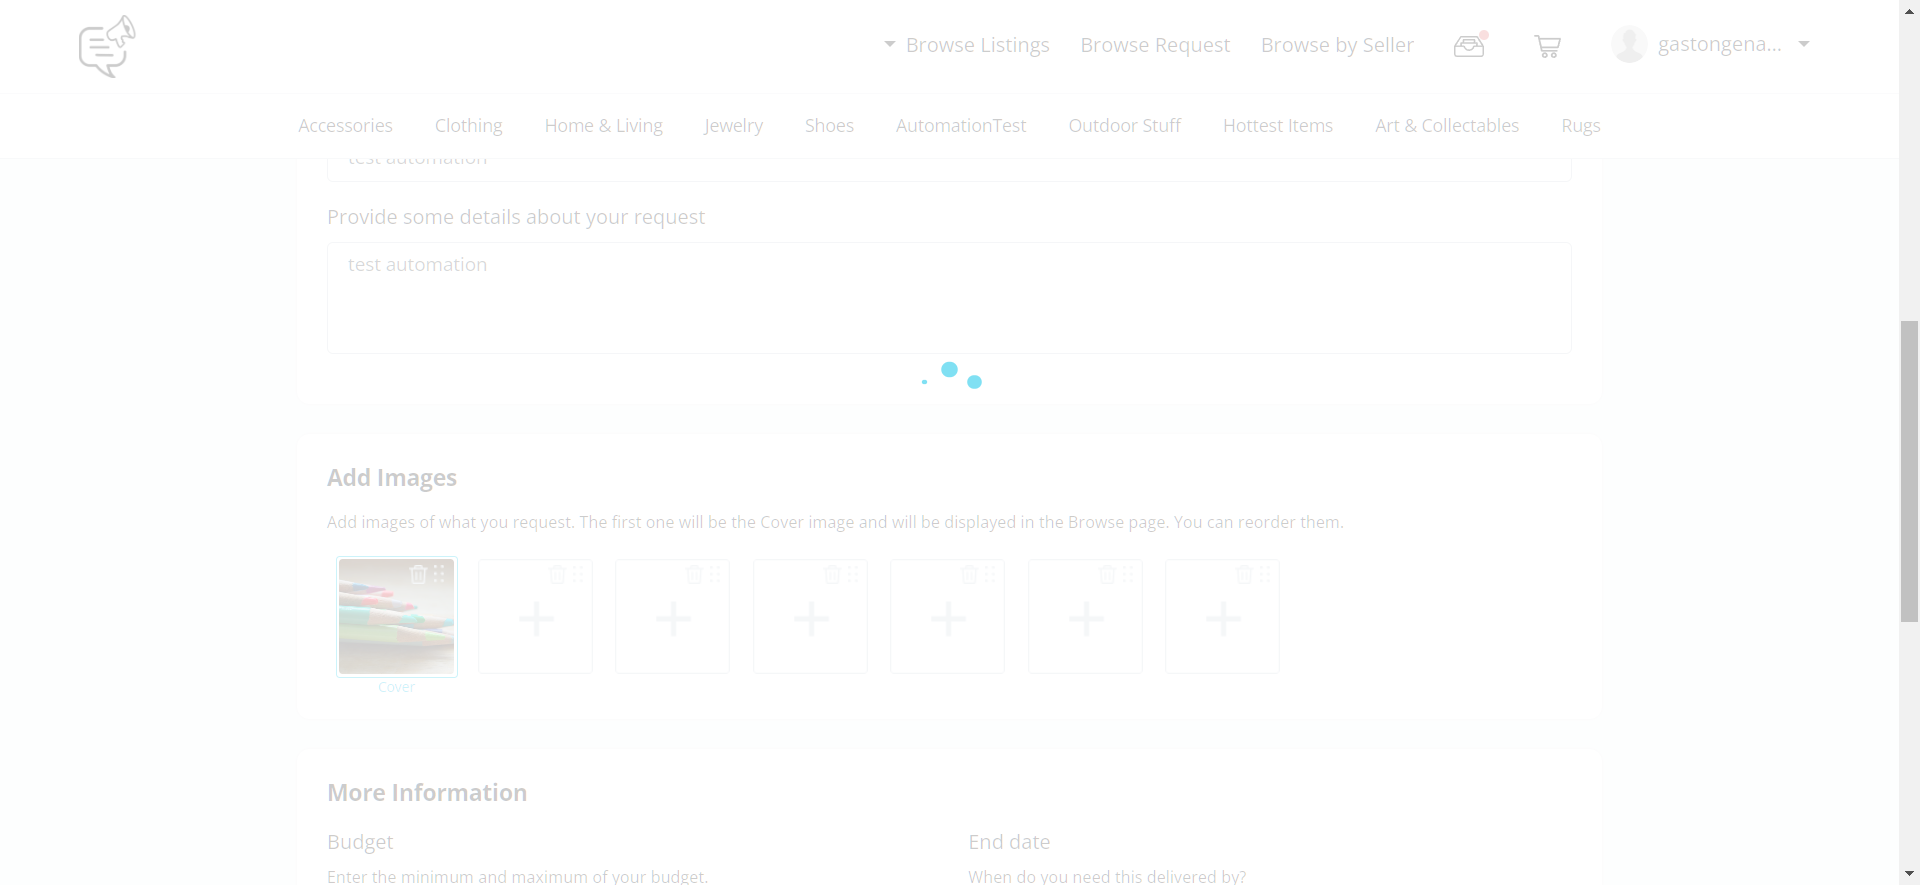 Browse Listings Browse Request Browse by Seller gastongena...
Accessories Clothing Home & Living Jewelry Shoes AutomationTest Outdoor Stuff Hottest Items Art & Collectables Rugs
test automation
Provide some details about your request
test automation
Add Images
Add images of what you request. The first one will be the Cover image and will be displayed in the Browse page. You can reorder them.
Cover
More Information
Budget End date
Enter the minimum and maximum of your budget. When do you need this delivered by?